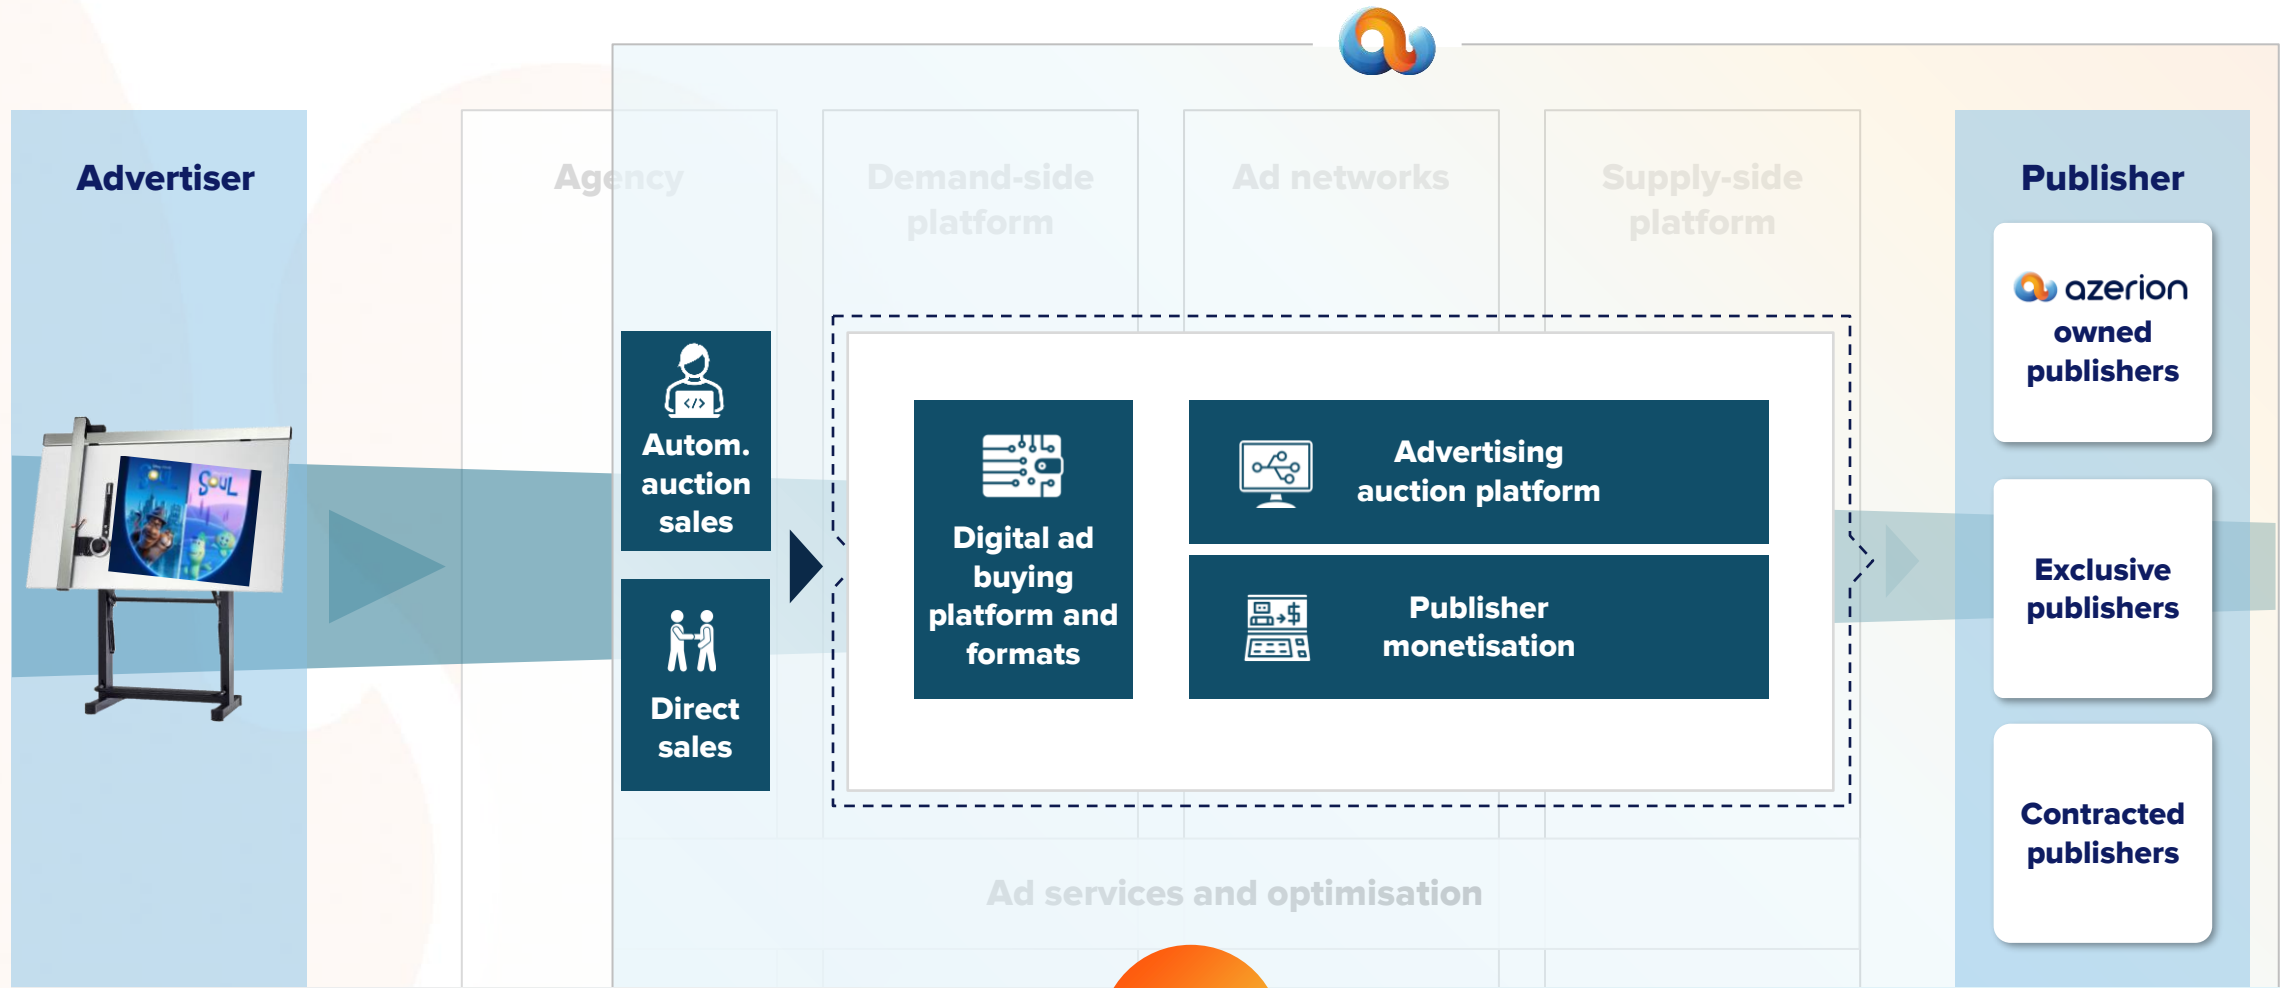 Advertiser
Agency
Demand-side
platform
Ad networks
Supply-side
platform
Publisher
azerion
owned
publishers
Exclusive
publishers
Contracted
publishers
SOUL
SOUL
Autom.
auction
sales
</>
Direct
sales
Digital ad
buying
platform and
formats
Advertising
auction platform
$
Publisher
monetisation
Ad services and optimisation